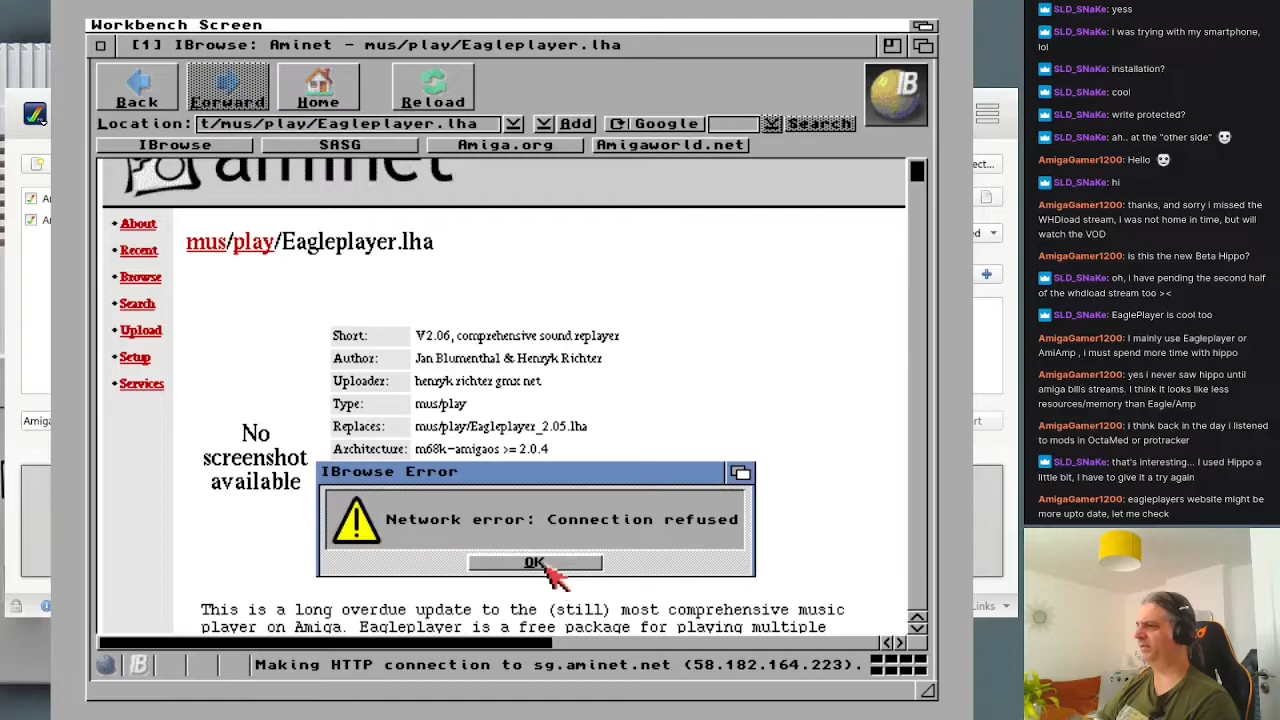 Workbench Screen
[1] IBrowse: Aminet - mus/play/Eagleplayer.lha
Back
Forward
Home
Reload
IB
Location:
t/mus/play/Eagleplayer.lha
Add
Google
Search
IBrowse
SASG
Amiga.org
Amigaworld.net
aminet
About
Recent
Browse
Search
Upload
Setup
Services
mus/play/Eagleplayer.lha
Short: V2.06, comprehensive sound replayer
Author: Jan Blumenthal & Henryk Richter
Uploader: henryk richter gmx net
Type: mus/play
Replaces: mus/play/Eagleplayer_2.05.lha
Architecture: m68k-amigaos >= 2.0.4
No
screenshot
available
IBrowse Error
Network error: Connection refused
OK
This is a long overdue update to the (still) most comprehensive music
player on Amiga. Eagleplayer is a free package for playing multiple
IB
Making HTTP connection to sg.aminet.net (58.182.164.223).
Amiga
ect...
Links
SLD_SNaKe: yess
SLD_SNaKe: i was trying with my smartphone,
lol
SLD_SNaKe: installation?
SLD_SNaKe: cool
SLD_SNaKe: write protected?
SLD_SNaKe: ah.. at the "other side"
AmigaGamer1200: Hello
SLD_SNaKe: hi
AmigaGamer1200: thanks, and sorry I missed the
WHDload stream, i was not home in time, but will
watch the VOD
AmigaGamer1200: is this the new Beta Hippo?
SLD_SNaKe: oh, i have pending the second half
of the whdload stream too ><
SLD_SNaKe: EaglePlayer is cool too
AmigaGamer1200: I mainly use Eagleplayer or
AmiAmp , i must spend more time with hippo
AmigaGamer1200: yes i never saw hippo until
amiga bills streams. I think it looks like less
resources/memory than Eagle/Amp
AmigaGamer1200: i think back in the day i listened
to mods in OctaMed or protracker
SLD_SNaKe: that's interesting... I used Hippo a
little bit, I have to give it a try again
AmigaGamer1200: eagleplayers website might be
more upto date, let me check